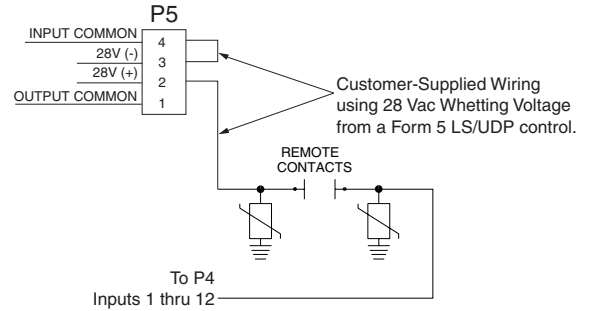 P5
INPUT COMMON 4
28V (-) 3
28V (+) 2
OUTPUT COMMON 1
Customer-Supplied Wiring
using 28 Vac Whetting Voltage
from a Form 5 LS/UDP control.
REMOTE
CONTACTS
To P4
Inputs 1 thru 12